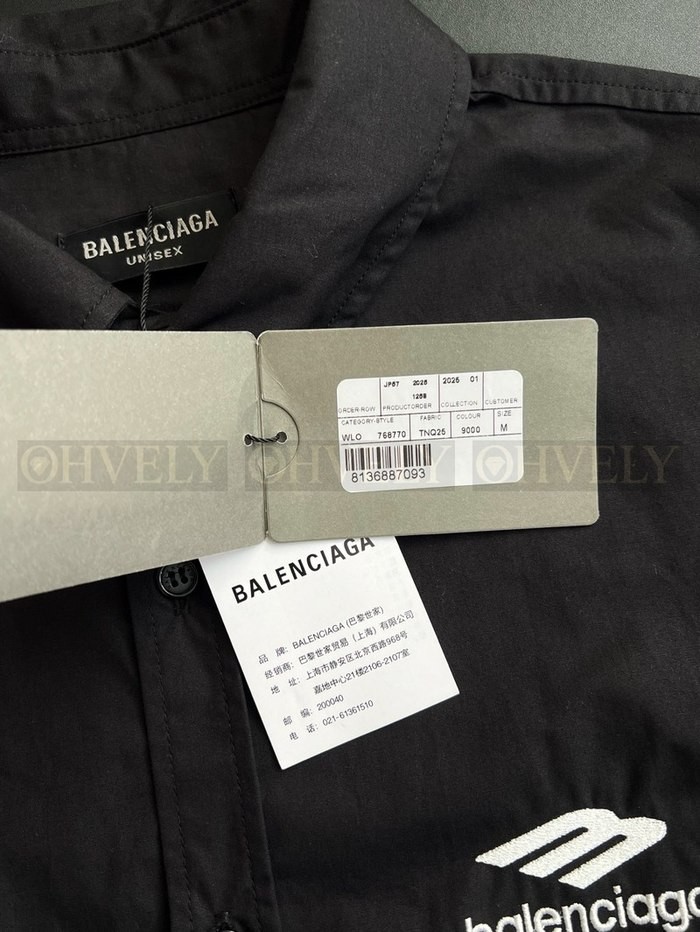 BALENCIAGA
UNISEX
JP57 2026 2025 01
1259
ORDER-ROW PRODUCTORDER COLLECTION CUSTOMER
CATEGORY-STYLE FABRIC COLOUR SIZE
WLO 768770 TNQ25 9000 M
8136887093
OHVELY OHVELY OHVELY
BALENCIAGA
品 牌: BALENCIAGA (巴黎世家)
经销商: 巴黎世家贸易(上海)有限公司
地 址: 上海市静安区北京西路968号
嘉地中心21楼2106-2107室
邮 编: 200040
电 话: 021-61361510
balenciaga